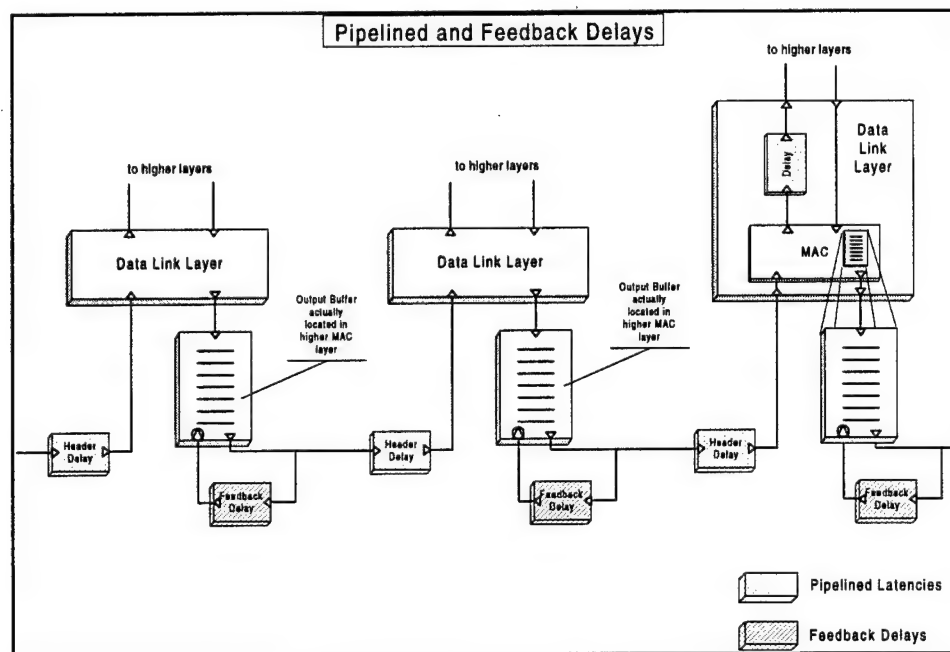 Pipelined and Feedback Delays
to higher layers
Data
Link
Layer
Delay
MAC
to higher layers
to higher layers
Data Link Layer
Data Link Layer
Output Buffer
actually
located in
higher MAC
layer
Output Buffer
actually
located in
higher MAC
layer
Header
Delay
Header
Delay
Header
Delay
Feedback
Delay
Feedback
Delay
Feedback
Delay
Pipelined Latencies
Feedback Delays